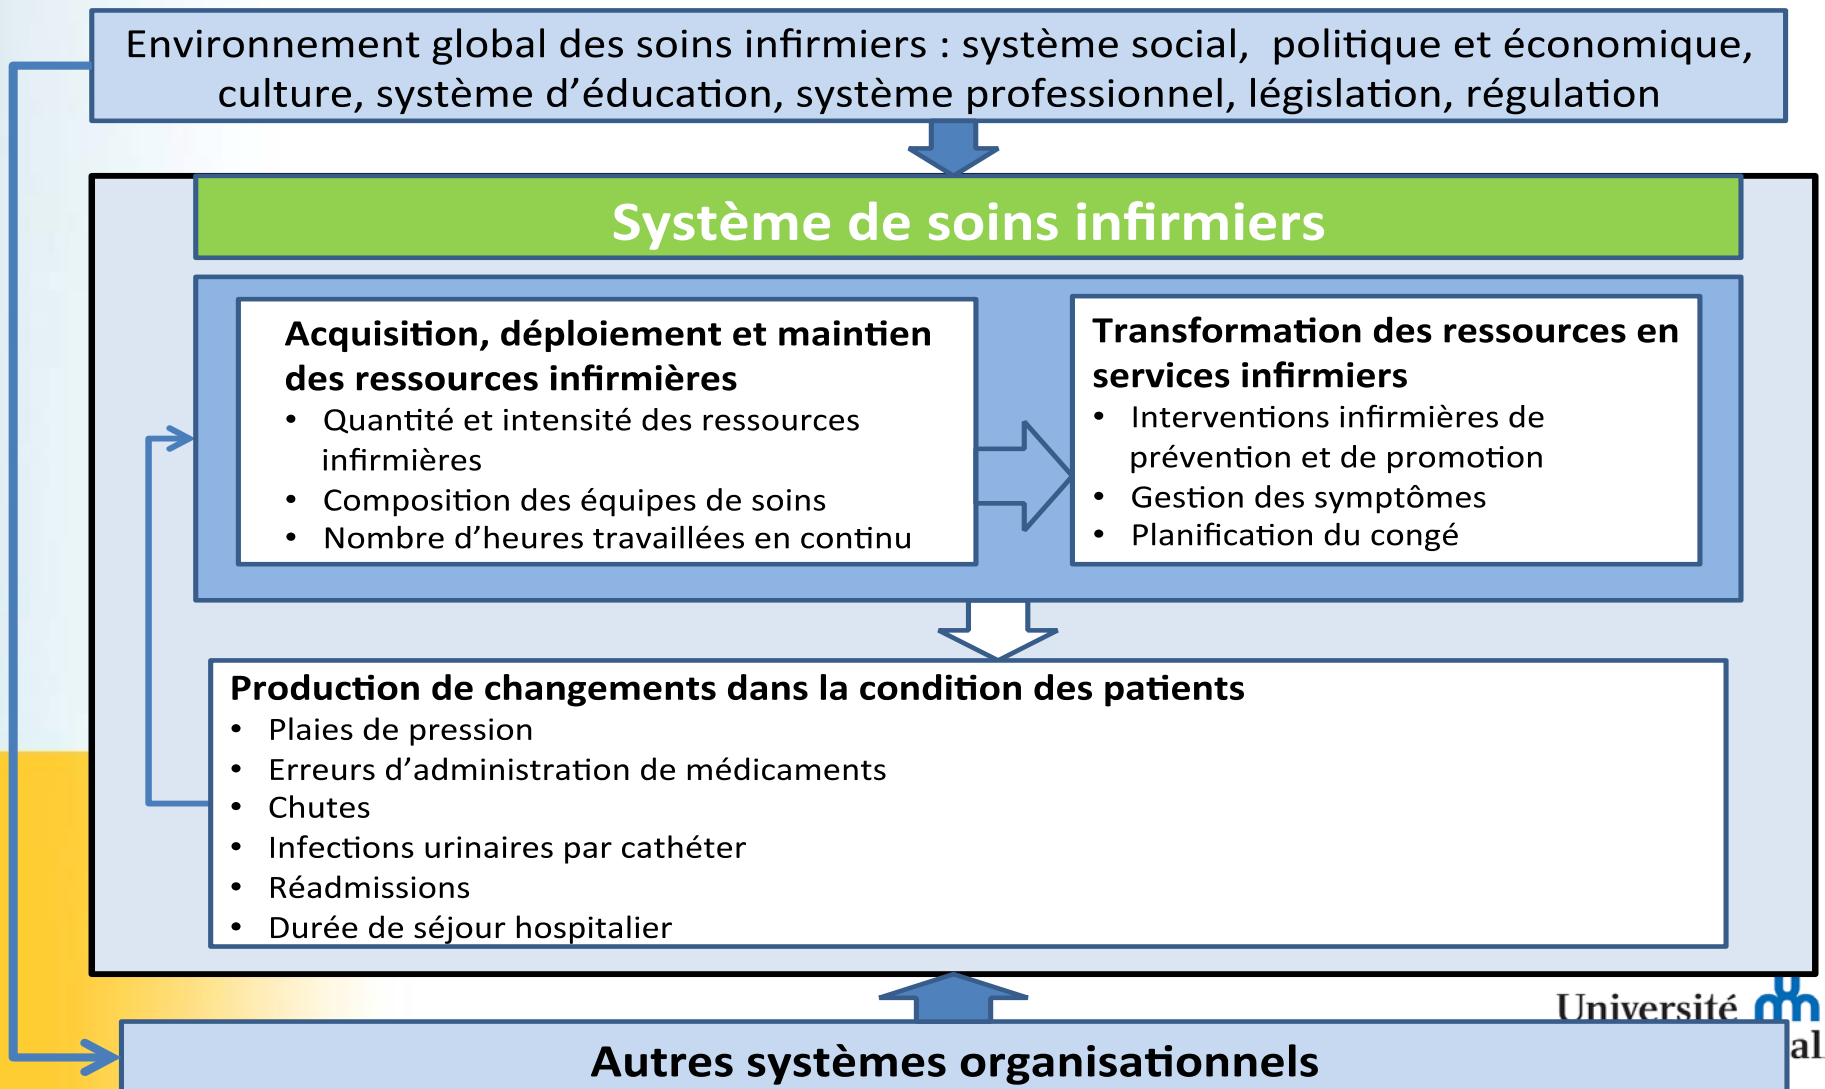 Environnement global des soins infirmiers : système social, politique et économique,
culture, système d’éducation, système professionnel, législation, régulation
Système de soins infirmiers
Acquisition, déploiement et maintien
des ressources infirmières
• Quantité et intensité des ressources
infirmières
• Composition des équipes de soins
• Nombre d’heures travaillées en continu
Transformation des ressources en
services infirmiers
• Interventions infirmières de
prévention et de promotion
• Gestion des symptômes
• Planification du congé
Production de changements dans la condition des patients
• Plaies de pression
• Erreurs d’administration de médicaments
• Chutes
• Infections urinaires par cathéter
• Réadmissions
• Durée de séjour hospitalier
Université
Autres systèmes organisationnels